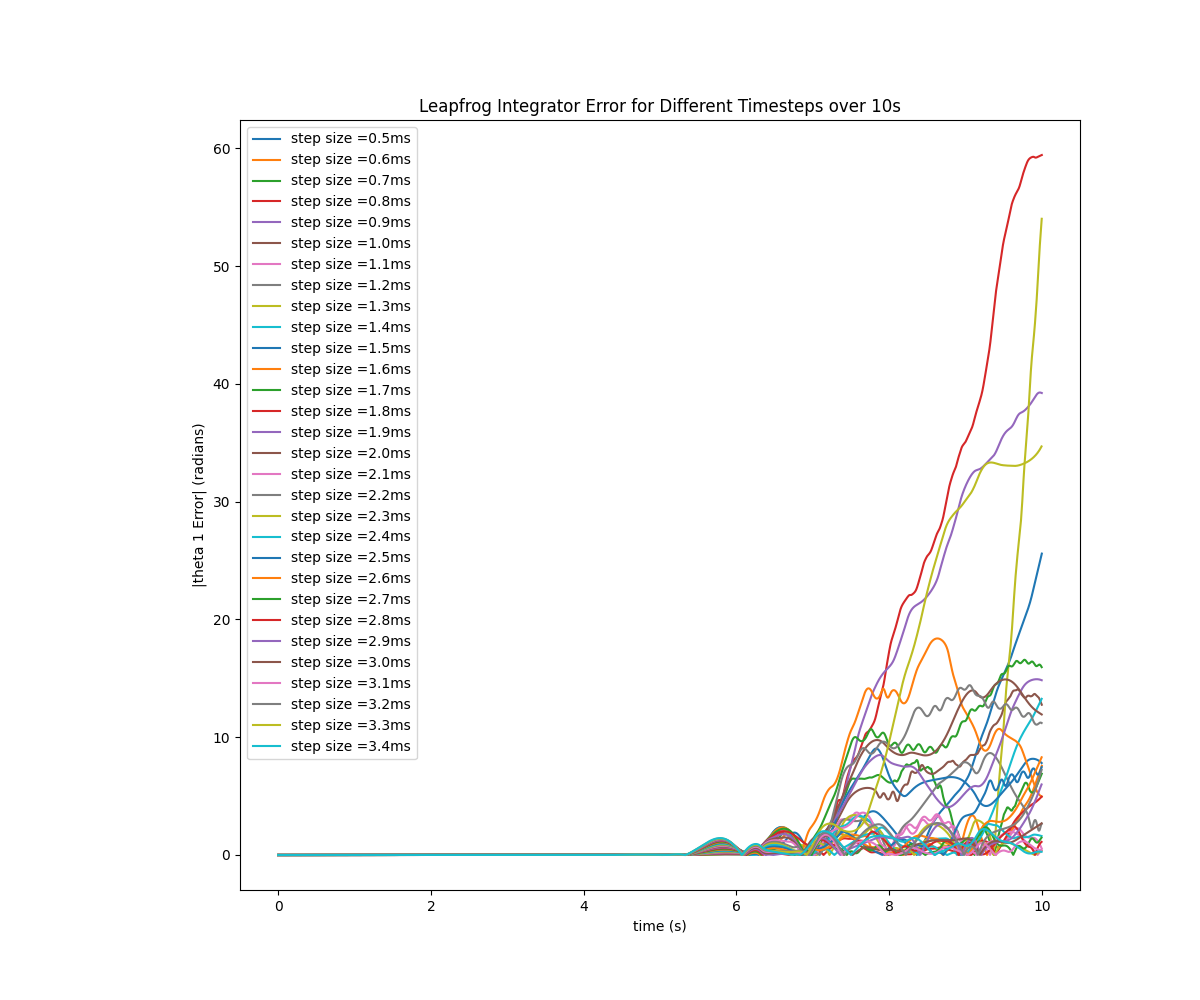 Leapfrog Integrator Error for Different Timesteps over 10s
step size =0.5ms
step size =0.6ms
step size =0.7ms
step size =0.8ms
step size =0.9ms
step size =1.0ms
step size =1.1ms
step size =1.2ms
step size =1.3ms
step size =1.4ms
step size =1.5ms
step size =1.6ms
step size =1.7ms
step size =1.8ms
step size =1.9ms
step size =2.0ms
step size =2.1ms
step size =2.2ms
step size =2.3ms
step size =2.4ms
step size =2.5ms
step size =2.6ms
step size =2.7ms
step size =2.8ms
step size =2.9ms
step size =3.0ms
step size =3.1ms
step size =3.2ms
step size =3.3ms
step size =3.4ms
60
50
40
30
20
10
0
|theta 1 Error| (radians)
0 2 4 6 8 10
time (s)